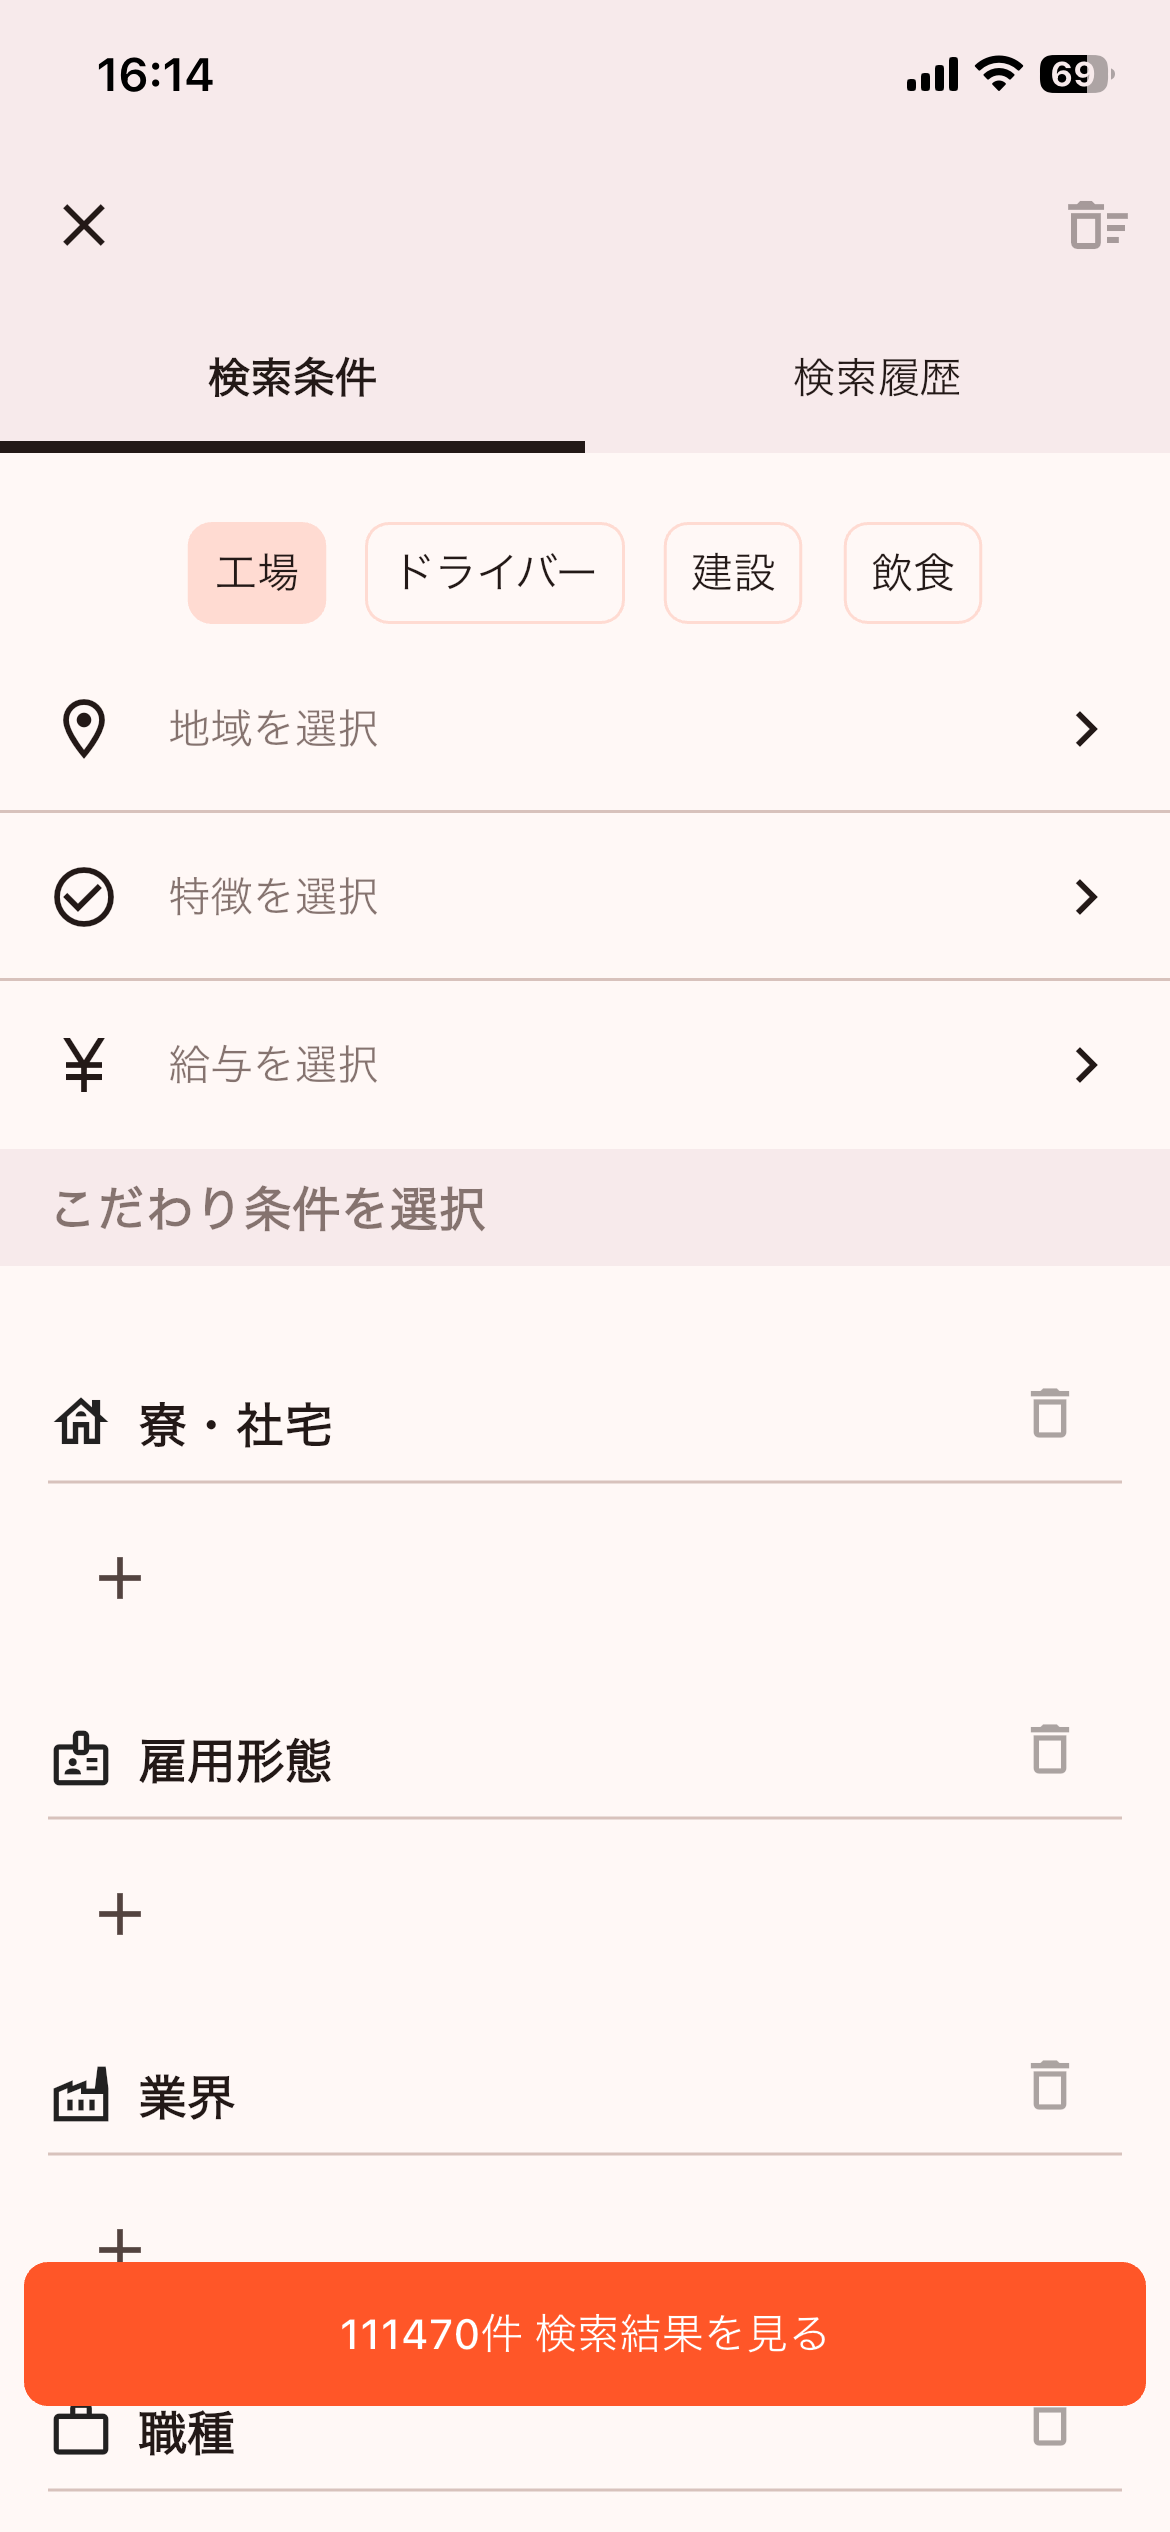 16:14
69
検索条件
検索履歴
工場
ドライバー
建設
飲食
地域を選択
特徴を選択
給与を選択
こだわり条件を選択
寮・社宅
雇用形態
業界
111470件 検索結果を見る
職種